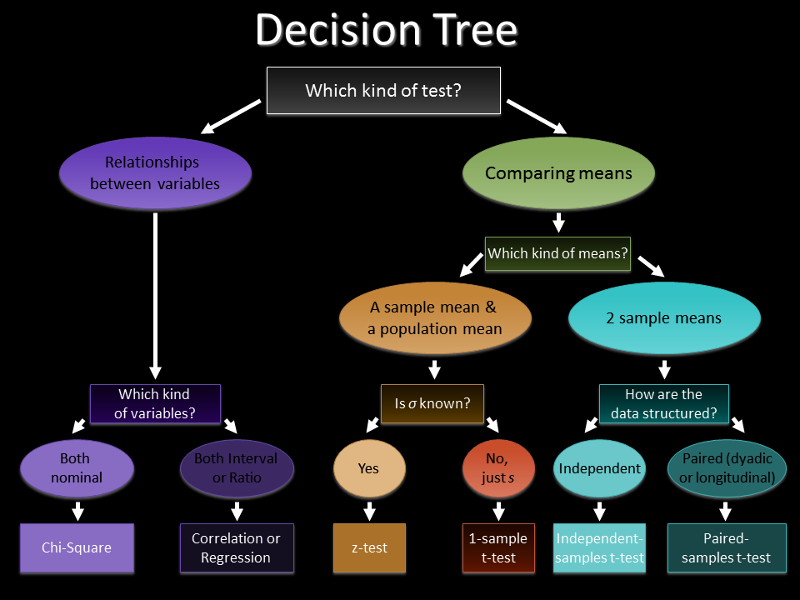 Decision Tree
Which kind of test?
Relationships
between variables
Comparing means
Which kind of means?
A sample mean &
a population mean
2 sample means
Which kind
of variables?
Is σ known?
How are the
data structured?
Both
nominal
Both Interval
or Ratio
Yes
No,
just s
Independent
Paired (dyadic
or longitudinal)
Chi-Square
Correlation or
Regression
z-test
1-sample
t-test
Independent-
samples t-test
Paired-
samples t-test